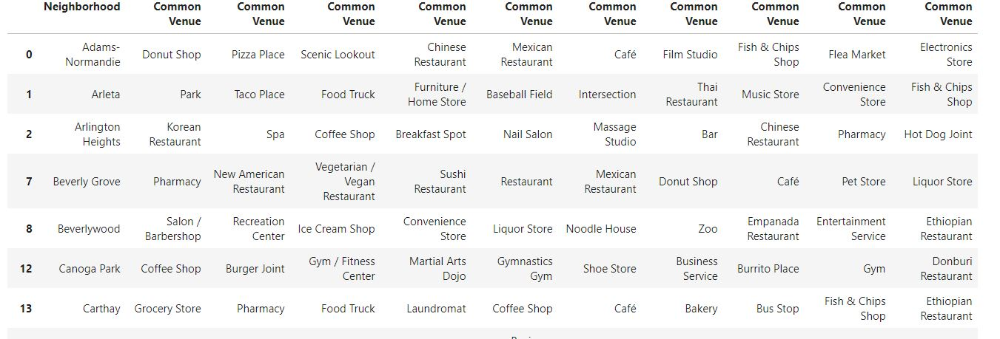 Neighborhood Common Venue Common Venue Common Venue Common Venue Common Venue Common Venue Common Venue Common Venue Common Venue Common Venue
0 Adams-Normandie Donut Shop Pizza Place Scenic Lookout Chinese Restaurant Mexican Restaurant Café Film Studio Fish & Chips Shop Flea Market Electronics Store
1 Arleta Park Taco Place Food Truck Furniture / Home Store Baseball Field Intersection Thai Restaurant Music Store Convenience Store Fish & Chips Shop
2 Arlington Heights Korean Restaurant Spa Coffee Shop Breakfast Spot Nail Salon Massage Studio Bar Chinese Restaurant Pharmacy Hot Dog Joint
7 Beverly Grove Pharmacy New American Restaurant Vegetarian / Vegan Restaurant Sushi Restaurant Restaurant Mexican Restaurant Donut Shop Café Pet Store Liquor Store
8 Beverlywood Salon / Barbershop Recreation Center Ice Cream Shop Convenience Store Liquor Store Noodle House Zoo Empanada Restaurant Entertainment Service Ethiopian Restaurant
12 Canoga Park Coffee Shop Burger Joint Gym / Fitness Center Martial Arts Dojo Gymnastics Gym Shoe Store Business Service Burrito Place Gym Donburi Restaurant
13 Carthay Grocery Store Pharmacy Food Truck Laundromat Coffee Shop Café Bakery Bus Stop Fish & Chips Shop Ethiopian Restaurant